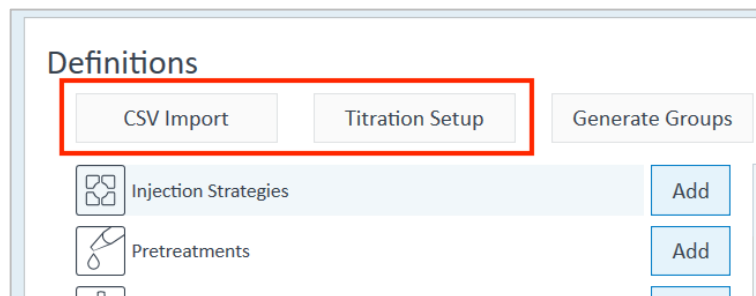 Definitions
CSV Import Titration Setup Generate Groups
Injection Strategies Add
Pretreatments Add